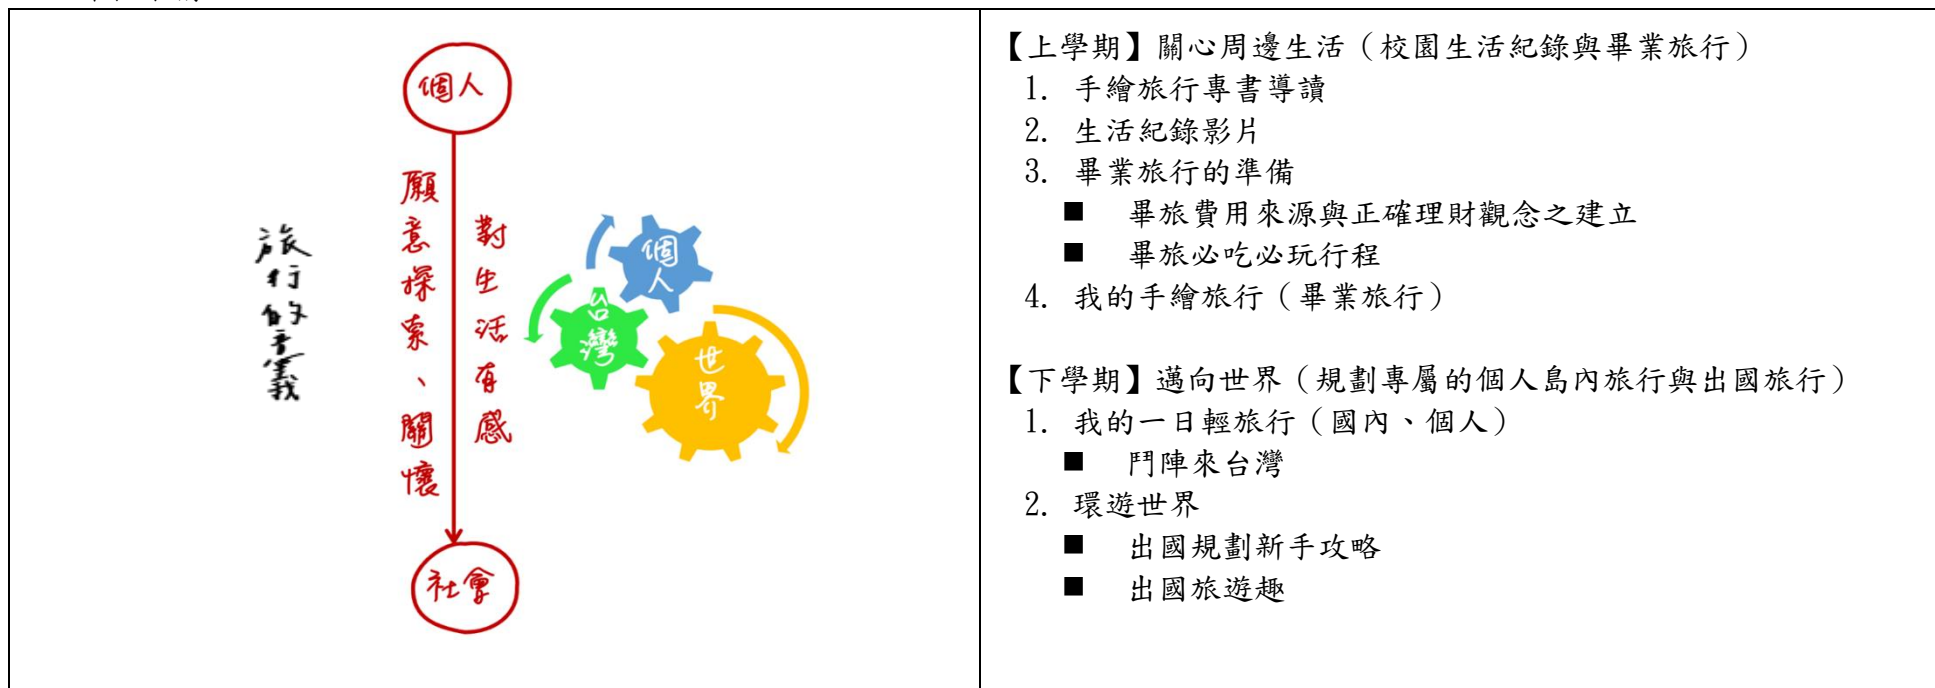 旅行的意義
個人
願意探索、關懷
對生活有感
社會
個人
台灣
世界
【上學期】關心周邊生活(校園生活紀錄與畢業旅行)
1. 手繪旅行專書導讀
2. 生活紀錄影片
3. 畢業旅行的準備
■ 畢旅費用來源與正確理財觀念之建立
■ 畢旅必吃必玩行程
4. 我的手繪旅行(畢業旅行)
【下學期】邁向世界(規劃專屬的個人島內旅行與出國旅行)
1. 我的一日輕旅行(國內、個人)
■ 鬥陣來台灣
2. 環遊世界
■ 出國規劃新手攻略
■ 出國旅遊趣